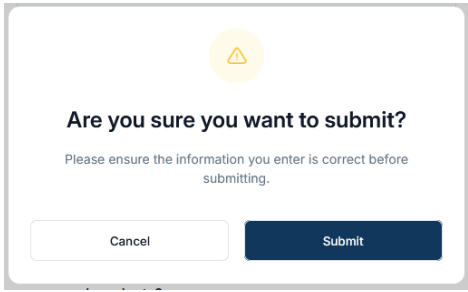 Are you sure you want to submit?
Please ensure the information you enter is correct before
submitting.
Cancel
Submit